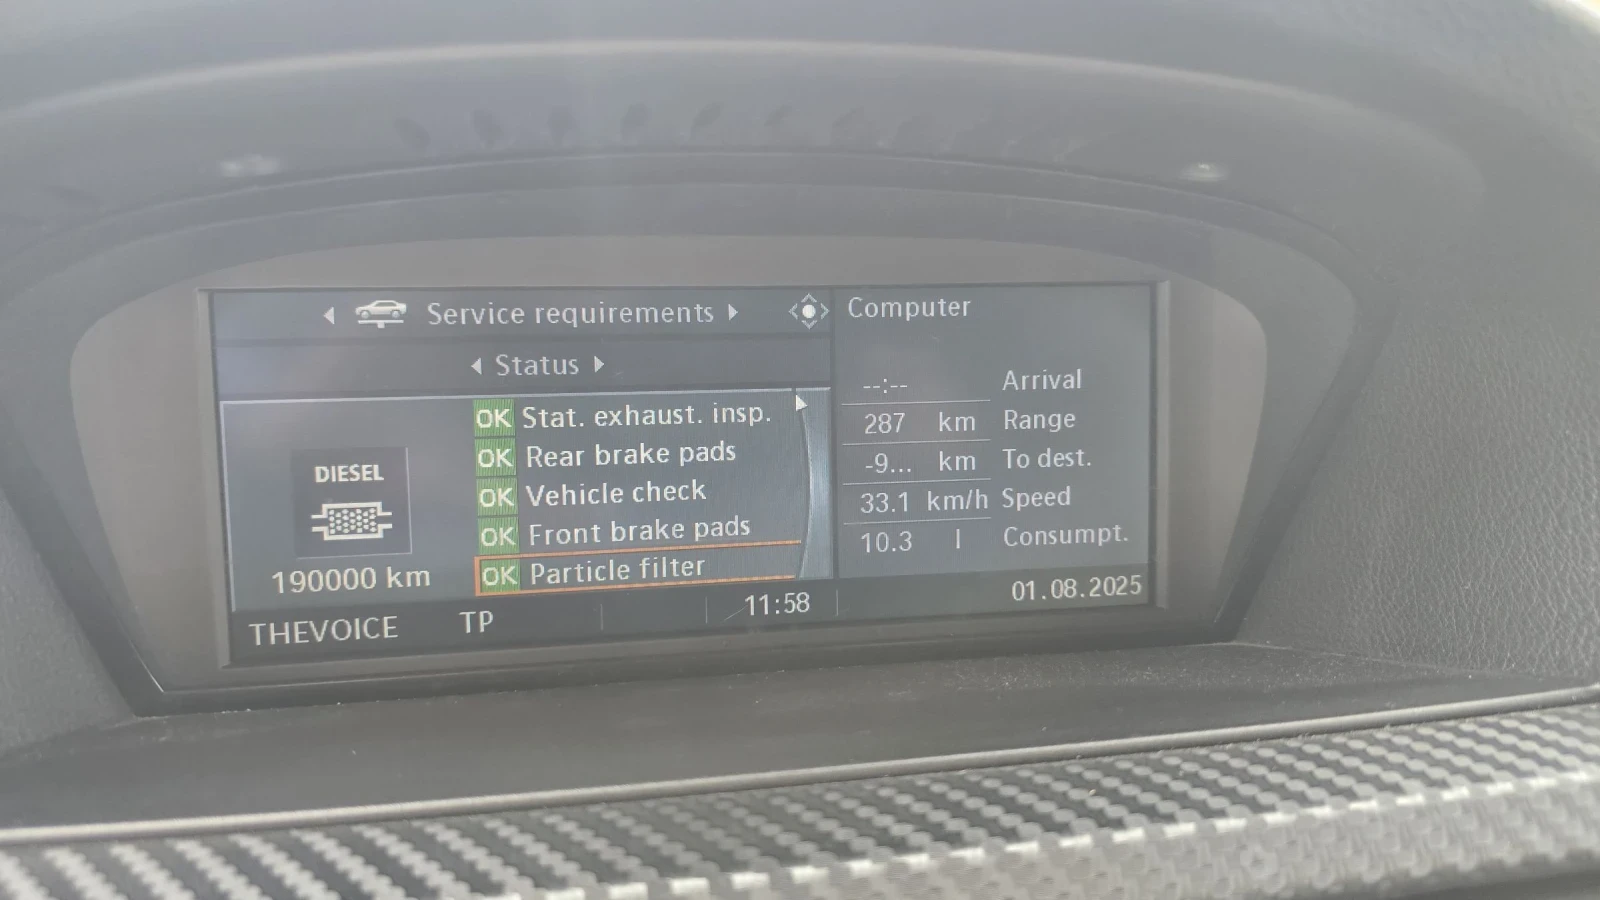 Service requirements
Status
OK Stat. exhaust. insp.
OK Rear brake pads
OK Vehicle check
OK Front brake pads
OK Particle filter
DIESEL
190000 km
THEVOICE TP 11:58
Computer
--:-- Arrival
287 km Range
-9... km To dest.
33.1 km/h Speed
10.3 l Consumpt.
01.08.2025